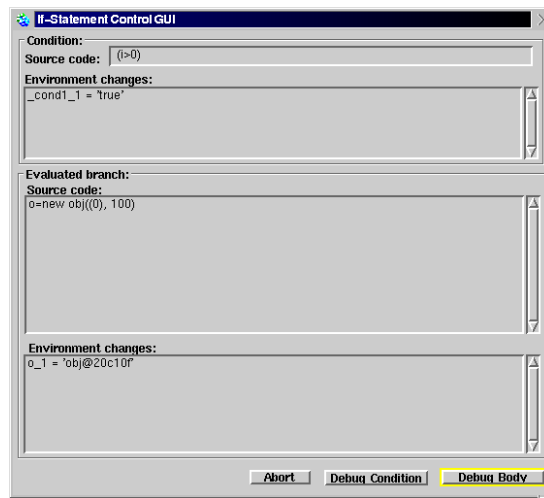 If-Statement Control GUI
Condition:
Source code: (i>0)
Environment changes:
_cond1_1 = 'true'
Evaluated branch:
Source code:
o=new obj((0), 100)
Environment changes:
o_1 = 'obj@20c10f'
Abort Debug Condition Debug Body